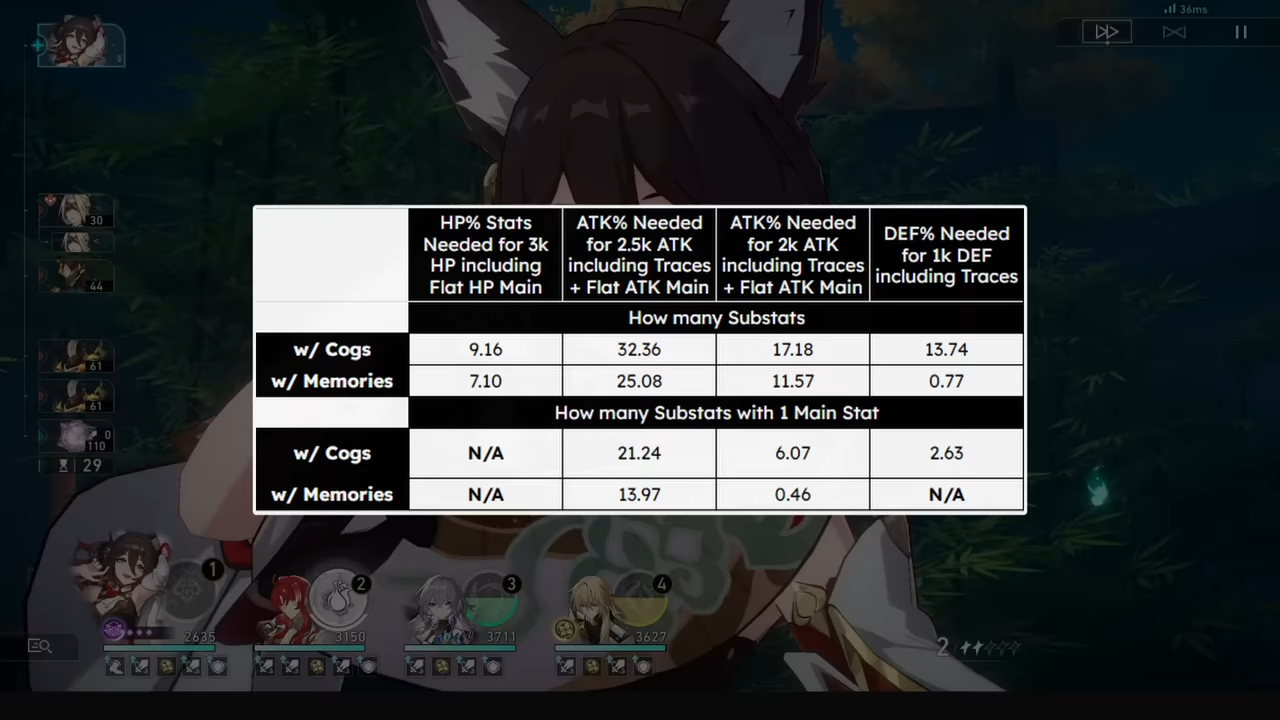 36ms
HP% Stats
Needed for 3k
HP including
Flat HP Main
ATK% Needed
for 2.5k ATK
including Traces
+ Flat ATK Main
ATK% Needed
for 2k ATK
including Traces
+ Flat ATK Main
DEF% Needed
for 1k DEF
including Traces
How many Substats
w/ Cogs 9.16 32.36 17.18 13.74
w/ Memories 7.10 25.08 11.57 0.77
How many Substats with 1 Main Stat
w/ Cogs N/A 21.24 6.07 2.63
w/ Memories N/A 13.97 0.46 N/A
30
44
61
61
0
110
29
1 2 3 4
2635 3150 3711 3627
2